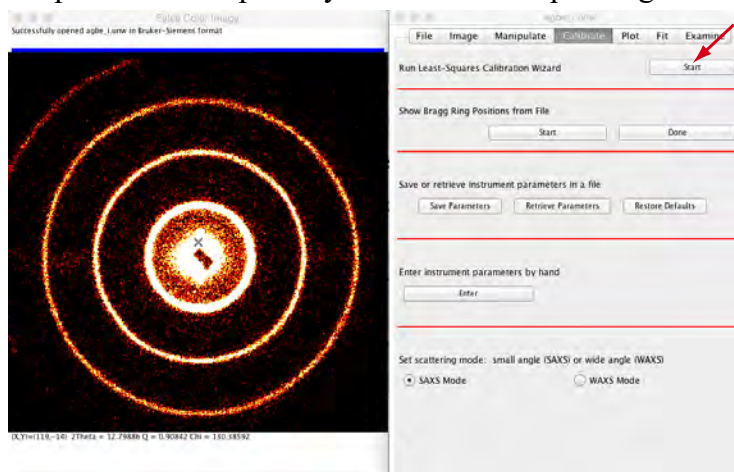 False Color Image
Successfully opened agbe_i.unw in Bruker-Siemens format
(X,Y)=(119,-14) 2Theta = 12.79886 Q = 0.90842 Chi = 130.38592
File Image Manipulate Calibrate Plot Fit Examine
Run Least-Squares Calibration Wizard
Start
Show Bragg Ring Positions from File
Start Done
Save or retrieve instrument parameters in a file
Save Parameters Retrieve Parameters Restore Defaults
Enter instrument parameters by hand
Enter
Set scattering mode: small angle (SAXS) or wide angle (WAXS)
SAXS Mode WAXS Mode